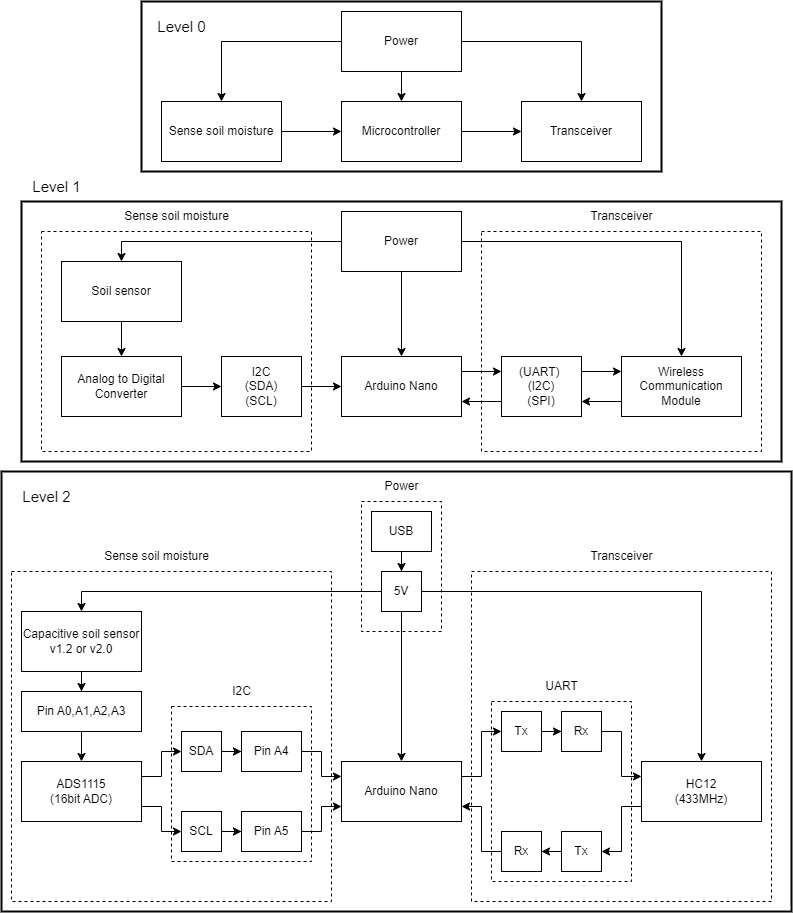 Level 0
Power
Sense soil moisture
Microcontroller
Transceiver
Level 1
Sense soil moisture
Power
Transceiver
Soil sensor
Analog to Digital
Converter
I2C
(SDA)
(SCL)
Arduino Nano
(UART)
(I2C)
(SPI)
Wireless
Communication
Module
Level 2
Power
USB
5V
Sense soil moisture
Transceiver
Capacitive soil sensor
v1.2 or v2.0
Pin A0,A1,A2,A3
ADS1115
(16bit ADC)
I2C
SDA
Pin A4
SCL
Pin A5
Arduino Nano
UART
Tx
Rx
Rx
Tx
HC12
(433MHz)